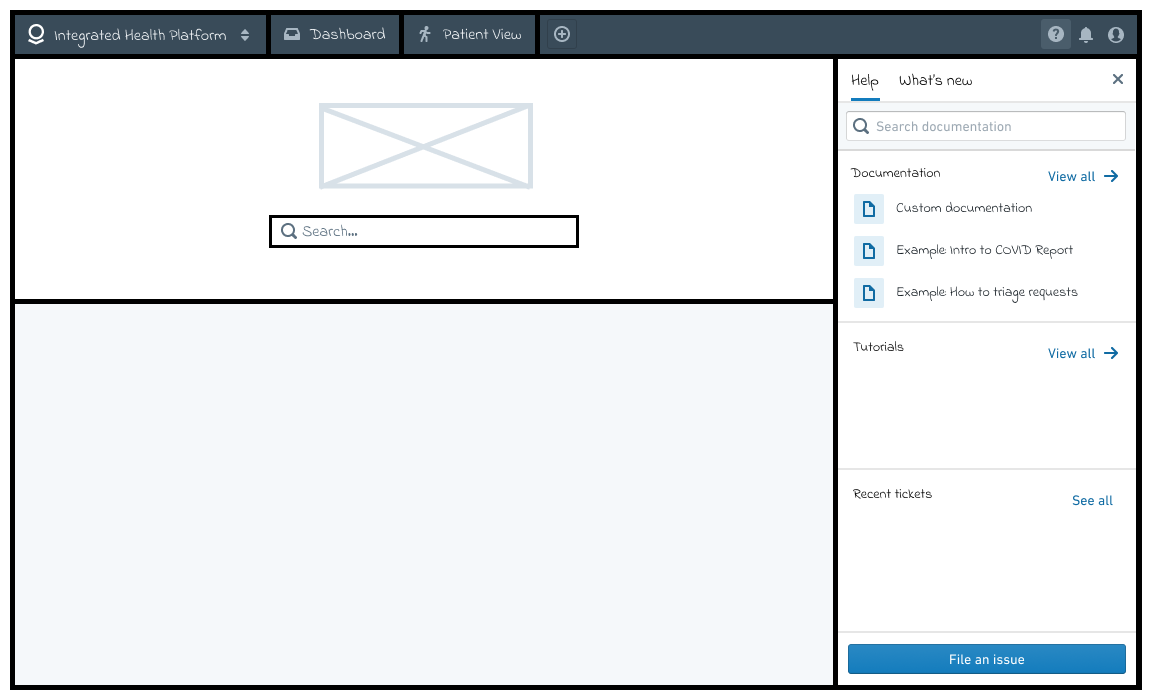 Integrated Health Platform
Dashboard
Patient View
Search...
Help
What's new
Search documentation
Documentation
View all
Custom documentation
Example: Intro to COVID Report
Example: How to triage requests
Tutorials
View all
Recent tickets
See all
File an issue